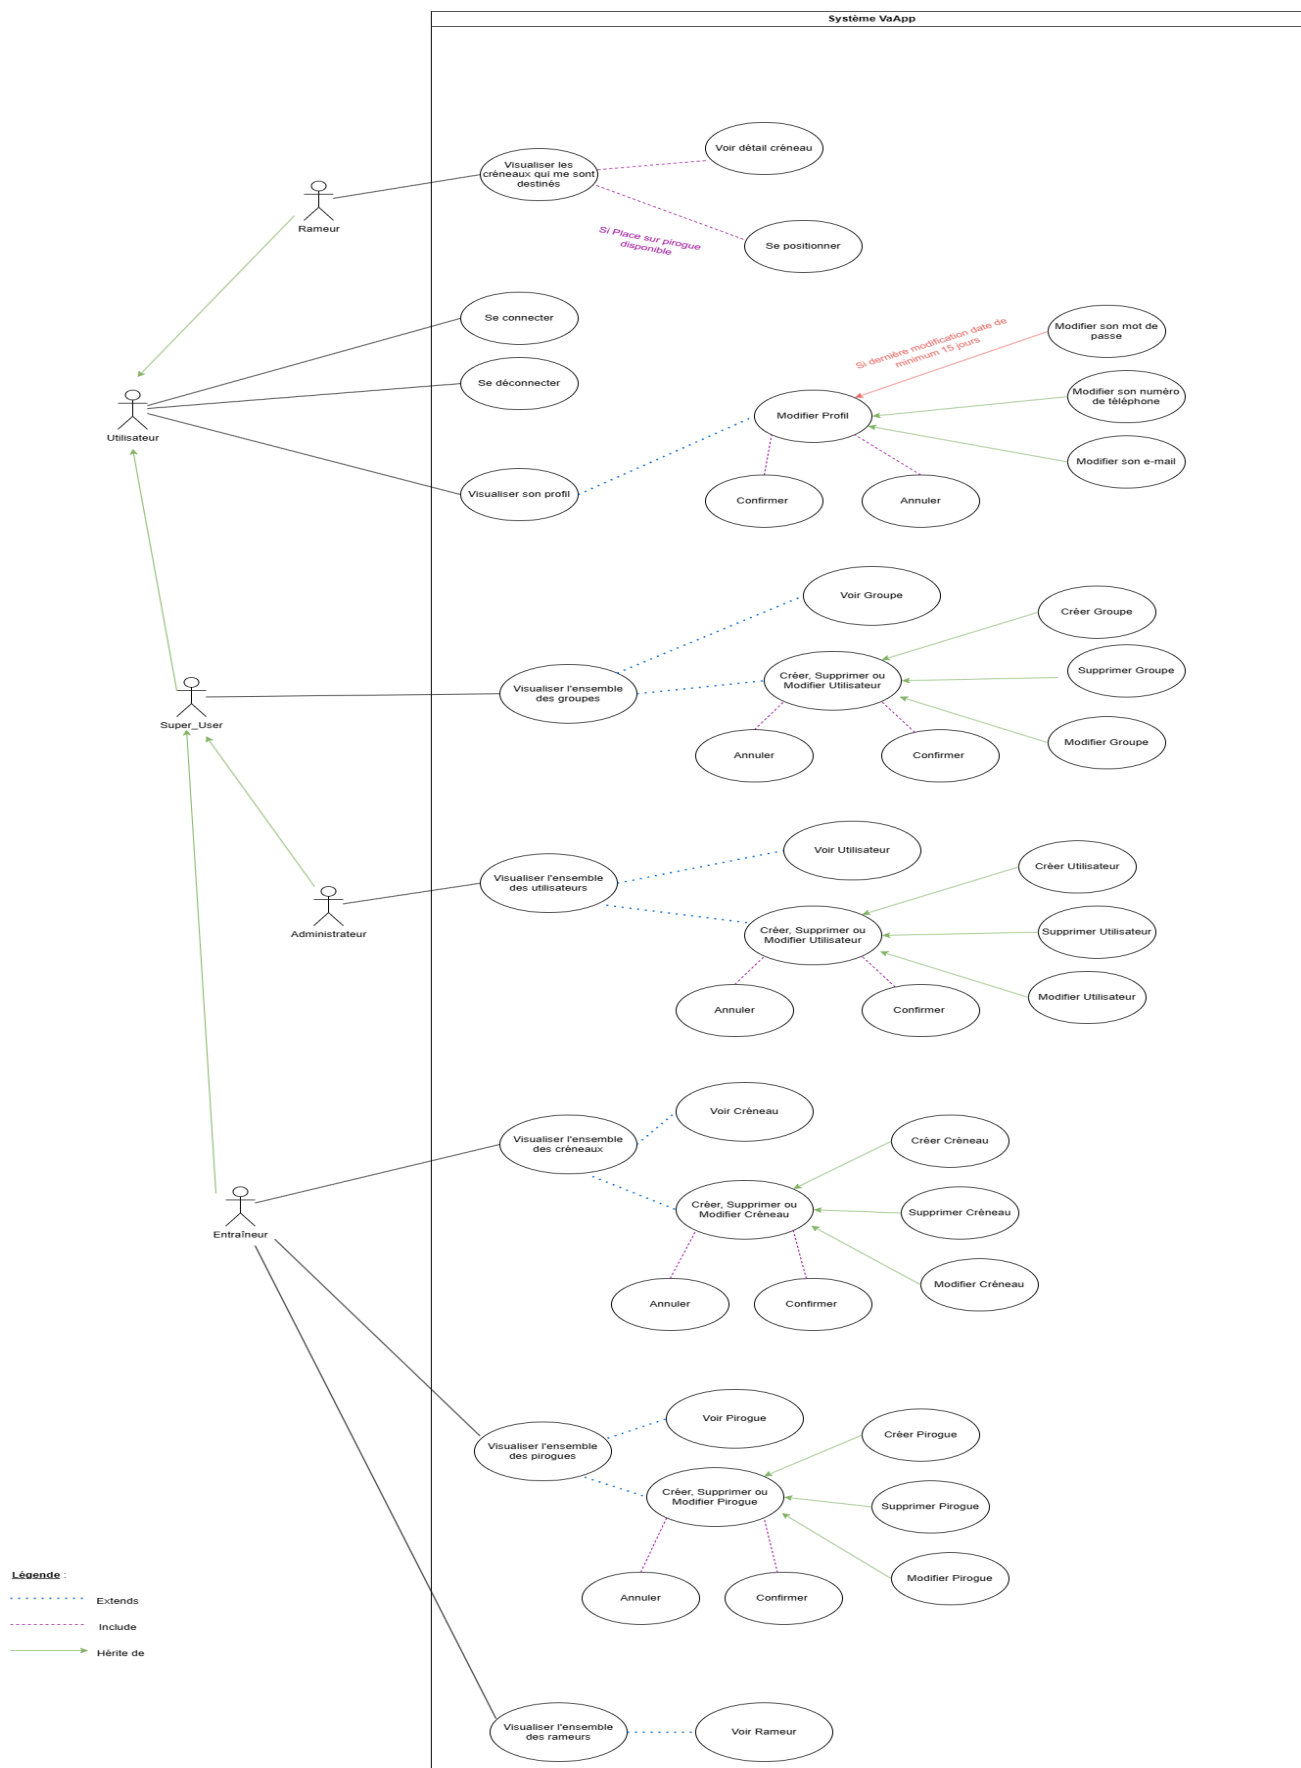 Système VaApp
Voir détail créneau
Visualiser les
créneaux qui me sont
destinés
Rameur
Si Place sur pirogue
disponible
Se positionner
Se connecter
Si dernière modification date de
minimum 15 jours
Modifier son mot de
passe
Se déconnecter
Modifier son numéro
de téléphone
Modifier Profil
Utilisateur
Modifier son e-mail
Visualiser son profil
Confirmer
Annuler
Voir Groupe
Créer Groupe
Supprimer Groupe
Créer, Supprimer ou
Modifier Utilisateur
Visualiser l'ensemble
des groupes
Super_User
Modifier Groupe
Annuler
Confirmer
Voir Utilisateur
Créer Utilisateur
Visualiser l'ensemble
des utilisateurs
Administrateur
Créer, Supprimer ou
Modifier Utilisateur
Supprimer Utilisateur
Modifier Utilisateur
Annuler
Confirmer
Voir Créneau
Visualiser l'ensemble
des créneaux
Créer Créneau
Créer, Supprimer ou
Modifier Créneau
Supprimer Créneau
Entraîneur
Modifier Créneau
Annuler
Confirmer
Voir Pirogue
Créer Pirogue
Visualiser l'ensemble
des pirogues
Créer, Supprimer ou
Modifier Pirogue
Supprimer Pirogue
Modifier Pirogue
Annuler
Confirmer
Légende :
Extends
Include
Hérite de
Visualiser l'ensemble
des rameurs
Voir Rameur